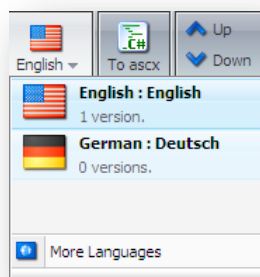 C#
Up
English
To ascx
Down
English : English
1 version.
German : Deutsch
0 versions.
More Languages